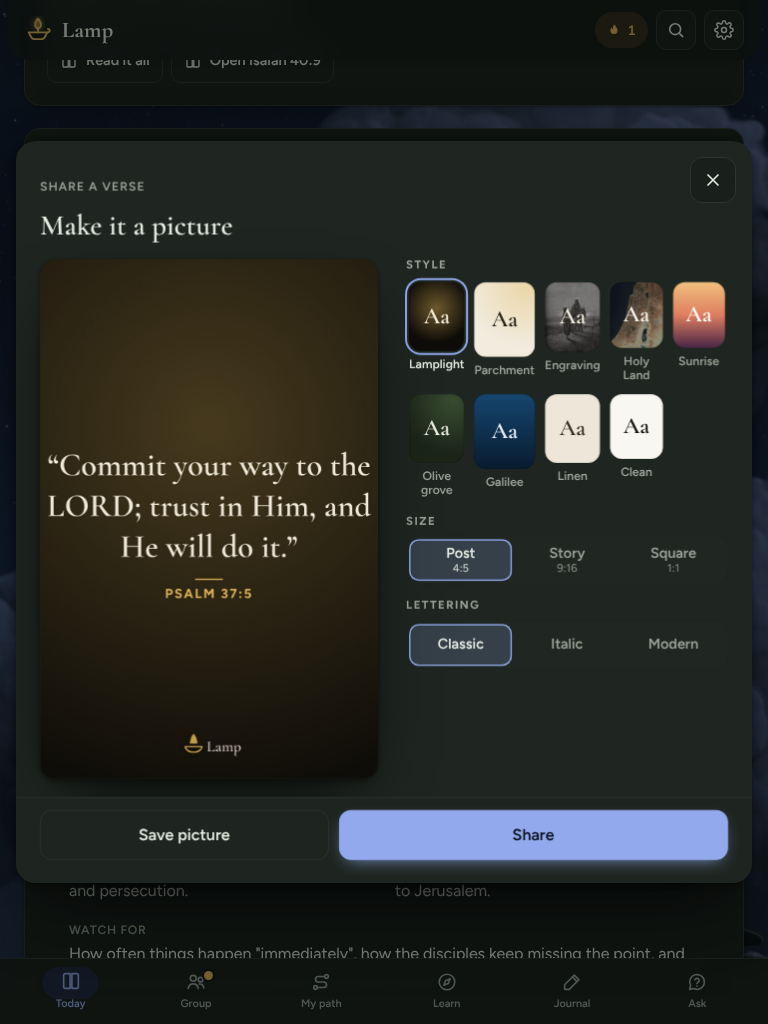 Lamp
1
Read it all
Open Isaiah 40:9
SHARE A VERSE
Make it a picture
“Commit your way to the
LORD; trust in Him, and
He will do it.”
PSALM 37:5
Lamp
STYLE
Aa
Aa
Aa
Aa
Aa
Lamplight
Parchment
Engraving
Holy
Land
Sunrise
Aa
Aa
Aa
Aa
Olive
grove
Galilee
Linen
Clean
SIZE
Post
4:5
Story
9:16
Square
1:1
LETTERING
Classic
Italic
Modern
Save picture
Share
and persecution.
to Jerusalem.
WATCH FOR
How often things happen "immediately", how the disciples keep missing the point, and
Today
Group
My path
Learn
Journal
Ask